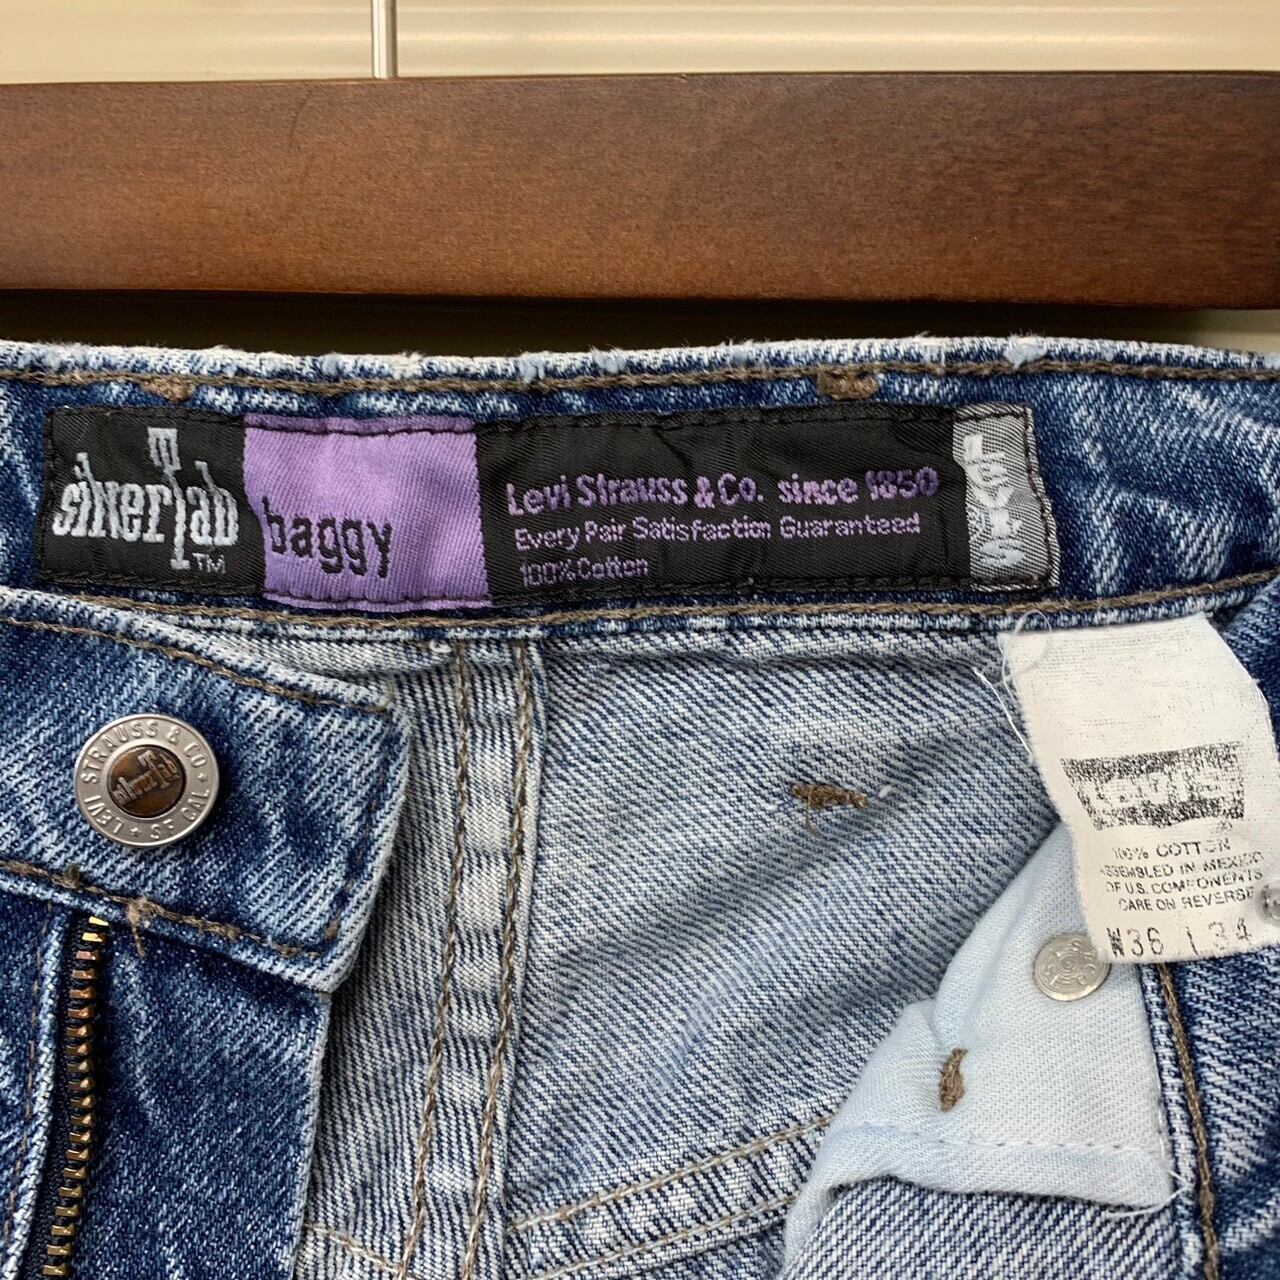 silverTab
TM
baggy
Levi Strauss & Co. since 1850
Every Pair Satisfaction Guaranteed
100% Cotton
LEVI'S
LEVI STRAUSS & CO
SF CAL
silverTab
LEVI'S
100% COTTON
ASSEMBLED IN MEXICO
OF U.S. COMPONENTS
CARE ON REVERSE
W36 L34